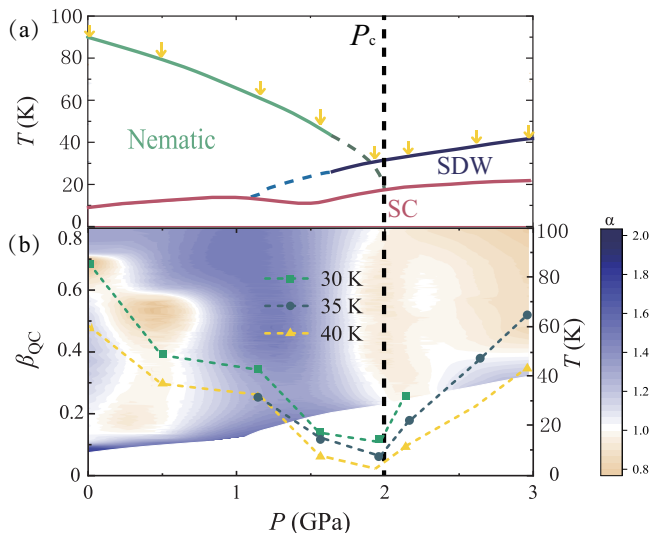 (a)
100
80
60
40
20
0
T (K)
Pc
Nematic
SDW
SC
(b)
0.8
0.6
0.4
0.2
0
βQC
30 K
35 K
40 K
100
80
60
40
20
0
T (K)
0 1 2 3
P (GPa)
α
2.0
1.8
1.6
1.4
1.2
1.0
0.8